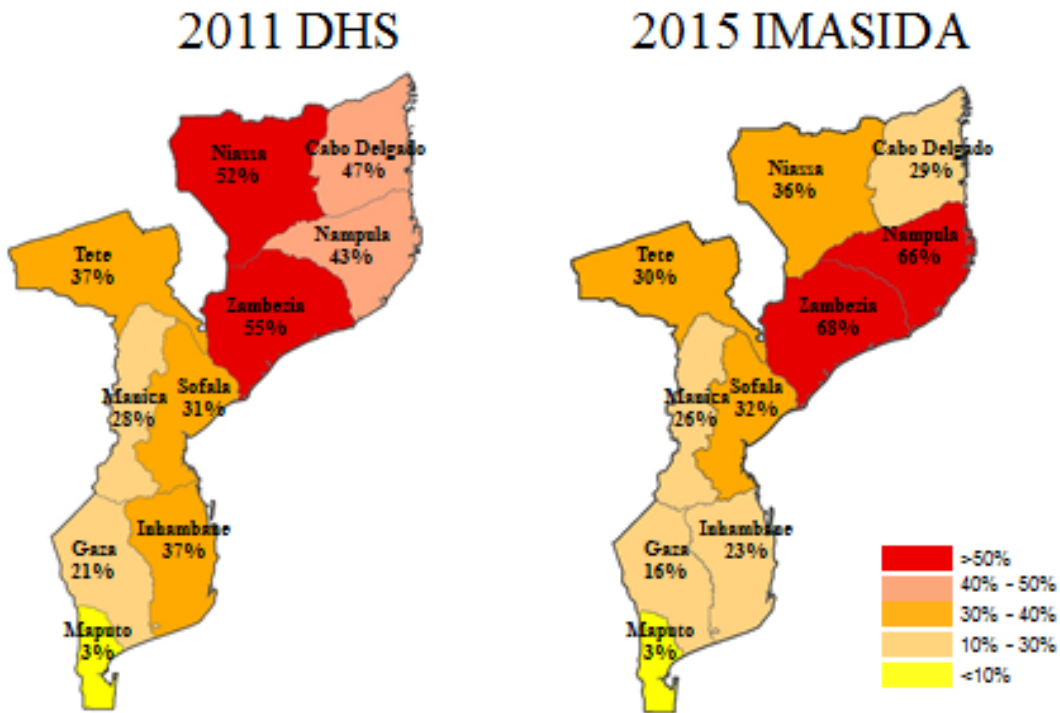 2011 DHS
Niassa
52%
Cabo Delgado
47%
Nampula
43%
Tete
37%
Zambezia
55%
Sofala
31%
Manica
28%
Inhambane
37%
Gaza
21%
Maputo
3%
2015 IMASIDA
Cabo Delgado
29%
Niassa
36%
Nampula
66%
Tete
30%
Zambezia
68%
Sofala
32%
Manica
26%
Inhambane
23%
Gaza
16%
Maputo
3%
>50%
40% - 50%
30% - 40%
10% - 30%
<10%